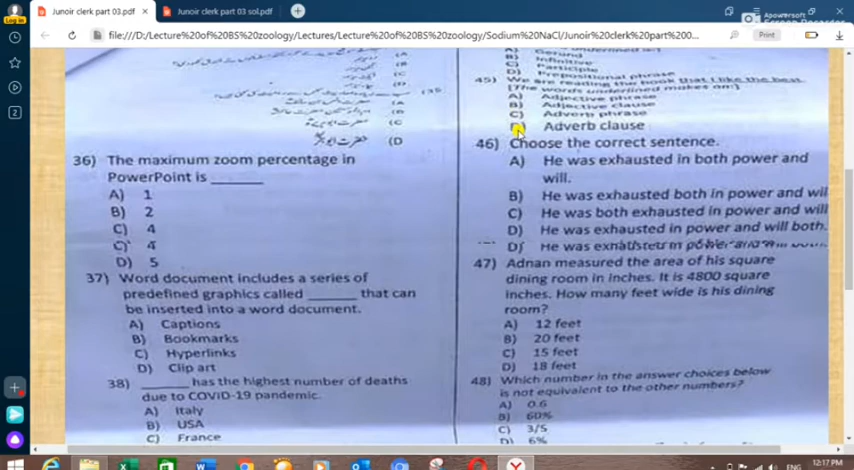 Junoir clerk part 03.pdf
Junoir clerk part 03 sol.pdf
Log in
file:///D:/Lecture%20of%20BS%20zoology/Lectures/Lecture%20of%20BS%20zoology/Sodium%20NaCl/Junoir%20clerk%20part%200...
Print
Apowersoft
Screen Recorder
2
36) The maximum zoom percentage in
PowerPoint is ______
A) 1
B) 2
C) 4
C) 4
D) 5
37) Word document includes a series of
predefined graphics called ______ that can
be inserted into a word document.
A) Captions
B) Bookmarks
C) Hyperlinks
D) Clip art
38) ______ has the highest number of deaths
due to COVID-19 pandemic.
A) Italy
B) USA
C) France
B) Infinitive
C) Participle
D) Prepositional phrase
45) We are reading the book that I like the best.
[The words underlined makes an:]
A) Adjective phrase
B) Adjective clause
C) Adverb phrase
D) Adverb clause
46) Choose the correct sentence.
A) He was exhausted in both power and
will.
B) He was exhausted both in power and wil
C) He was both exhausted in power and will
D) He was exhausted in power and will both.
47) Adnan measured the area of his square
dining room in inches. It is 4800 square
inches. How many feet wide is his dining
room?
A) 12 feet
B) 20 feet
C) 15 feet
D) 18 feet
48) Which number in the answer choices below
is not equivalent to the other numbers?
A) 0.6
B) 60%
C) 3/5
D) 6%
ENG
12:17 PM